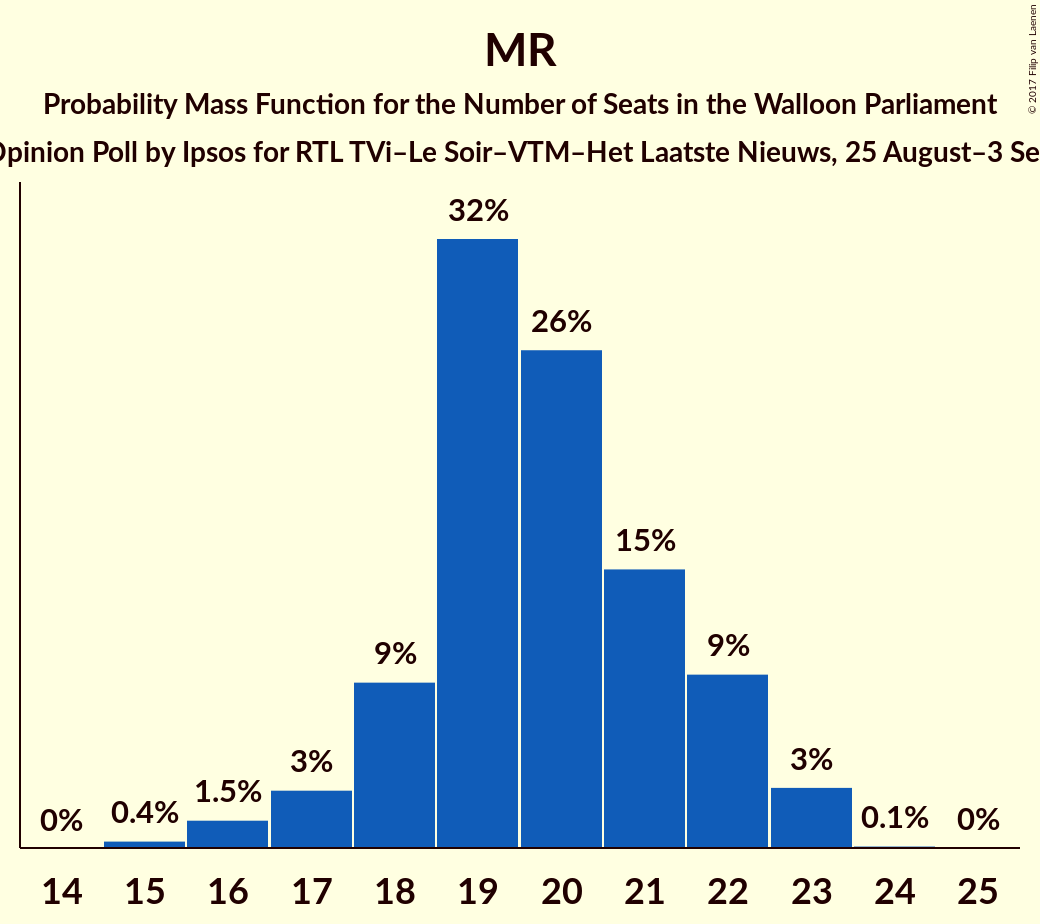 MR
Probability Mass Function for the Number of Seats in the Walloon Parliament
Opinion Poll by Ipsos for RTL TVi–Le Soir–VTM–Het Laatste Nieuws, 25 August–3 Se
© 2017 Filip van Laenen
32%
26%
15%
9%
9%
3%
3%
1.5%
0.4%
0.1%
0%
0%
14 15 16 17 18 19 20 21 22 23 24 25